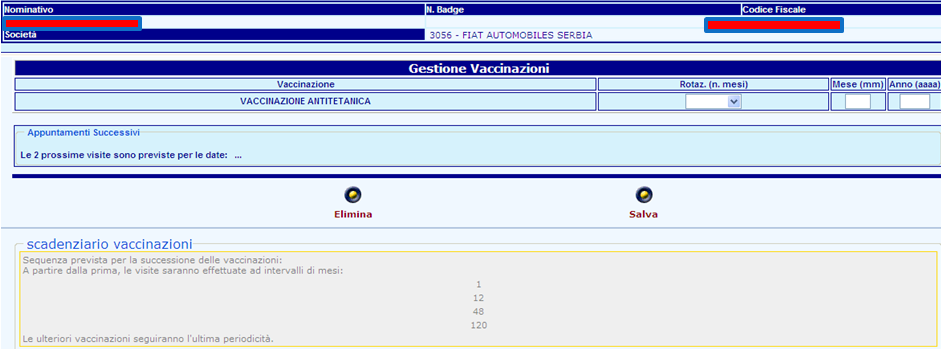 Nominativo N. Badge Codice Fiscale
Società 3056 - FIAT AUTOMOBILES SERBIA
Gestione Vaccinazioni
Vaccinazione Rotaz. (n. mesi) Mese (mm) Anno (aaaa)
VACCINAZIONE ANTITETANICA
Appuntamenti Successivi
Le 2 prossime visite sono previste per le date: ...
Elimina Salva
scadenziario vaccinazioni
Sequenza prevista per la successione delle vaccinazioni:
A partire dalla prima, le visite saranno effettuate ad intervalli di mesi:
1
12
48
120
Le ulteriori vaccinazioni seguiranno l'ultima periodicità.